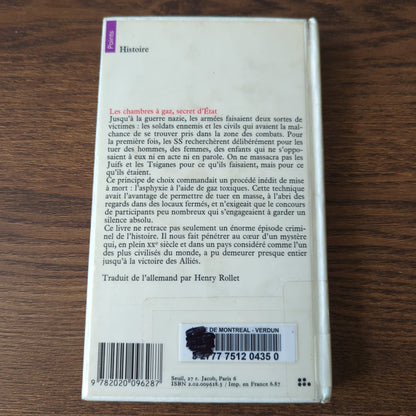 Points
Histoire
Les chambres à gaz, secret d'État
Jusqu'à la guerre nazie, les armées faisaient deux sortes de
victimes : les soldats ennemis et les civils qui avaient la mal-
chance de se trouver pris dans la zone des combats. Pour
la première fois, les SS recherchèrent délibérément pour les
tuer des hommes, des femmes, des enfants qui ne s'oppo-
saient à eux ni en acte ni en parole. On ne massacra pas les
Juifs et les Tsiganes pour ce qu'ils faisaient, mais pour ce
qu'ils étaient.
Ce principe de choix commandait un procédé inédit de mise
à mort : l'asphyxie à l'aide de gaz toxiques. Cette technique
avait l'avantage de permettre de tuer en masse, à l'abri des
regards dans des locaux fermés, et n'exigeait que le concours
de participants peu nombreux qui s'engageaient à garder un
silence absolu.
Ce livre ne retrace pas seulement un énorme épisode crimi-
nel de l'histoire. Il nous fait pénétrer au cœur d'un mystère
qui, en plein XXe siècle et dans un pays considéré comme l'un
des plus civilisés du monde, a pu demeurer presque entier
jusqu'à la victoire des Alliés.
Traduit de l'allemand par Henry Rollet
DE MONTREAL - VERDUN
7512 0435 0
9 782020 096287
Seuil, 27 r. Jacob, Paris 6
ISBN 2.02.009628.5 / Imp. en France 6.87